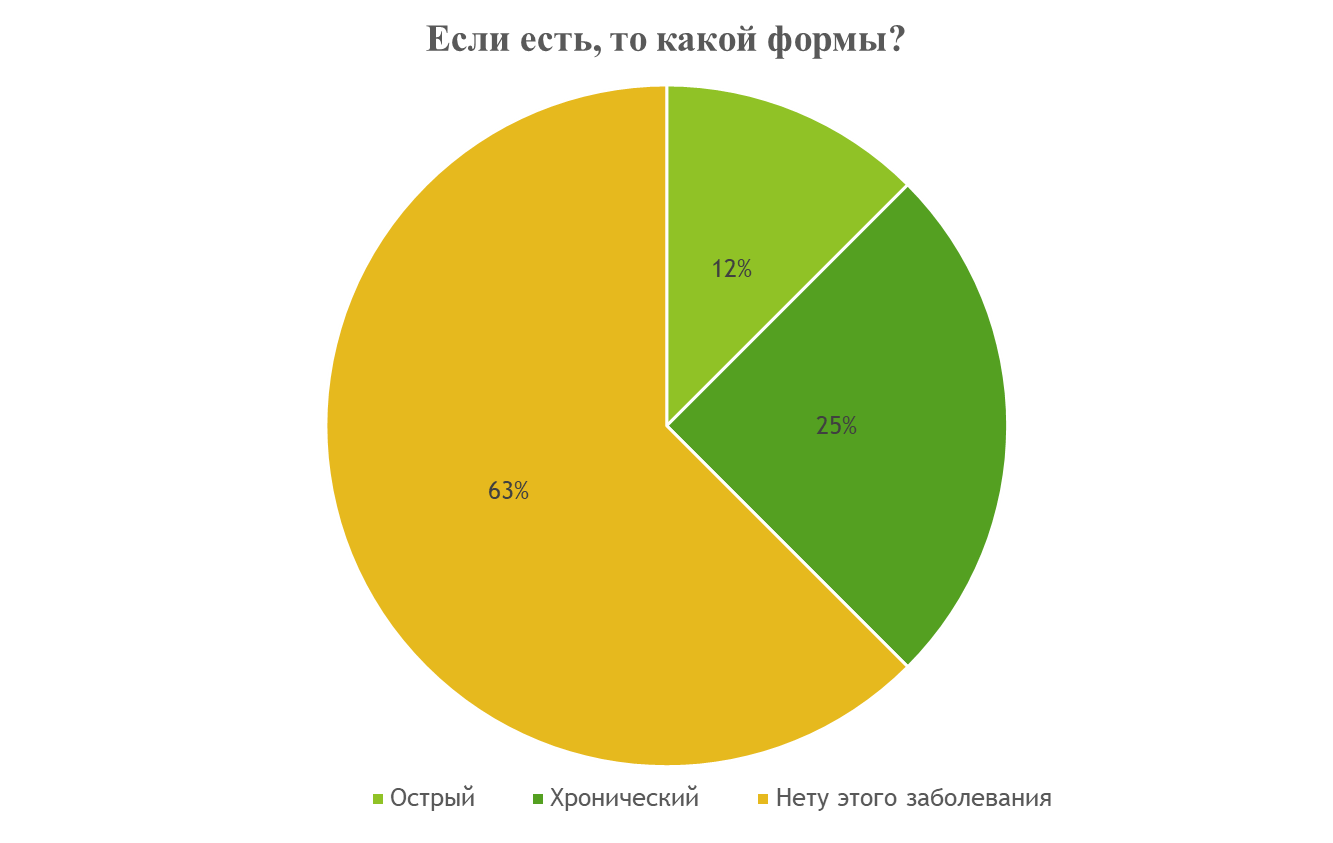 Если есть, то какой формы?
12%
25%
63%
Острый
Хронический
Нету этого заболевания